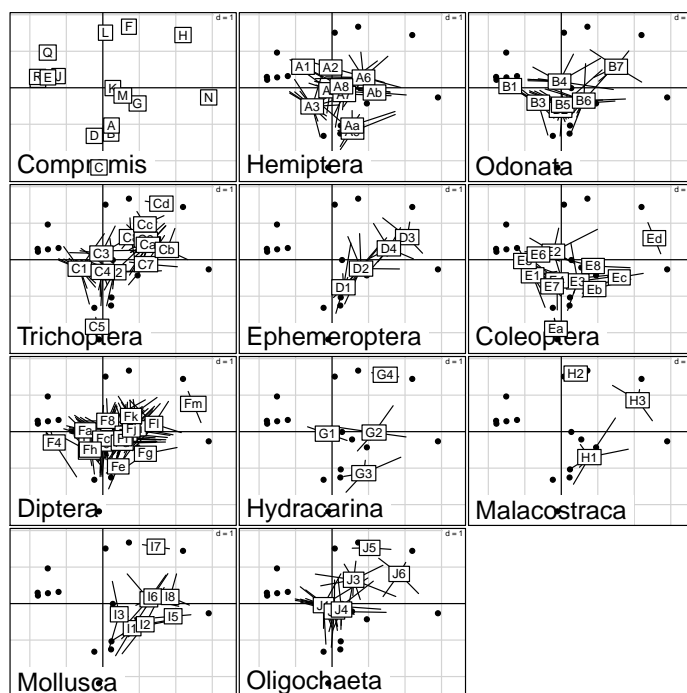 d = 1
F
L
H
Q
R E J
K
M
G
N
A
D B
C
Compromis
d = 1
A1 A2
A6
A8
A7
Ab
A3
Aa
Hemiptera
d = 1
B7
B4
B1
B3 B5 B6
Odonata
d = 1
Cd
Cc
Ca
Cb
C3
C1 C4
C7
C5
Trichoptera
d = 1
D3
D4
D2
D1
Ephemeroptera
d = 1
Ed
E2
E6
E8
E1
E3
Ec
E7
Eb
Ea
Coleoptera
d = 1
Fm
Fk
F8
Fl
Fj
Fa
F4
Fh
Fg
Fe
Diptera
d = 1
G4
G1 G2
G3
Hydracarina
d = 1
H2
H3
H1
Malacostraca
d = 1
I7
I6 I8
I3
I5
I1 I2
Mollusca
d = 1
J5
J3
J6
J4
Oligochaeta